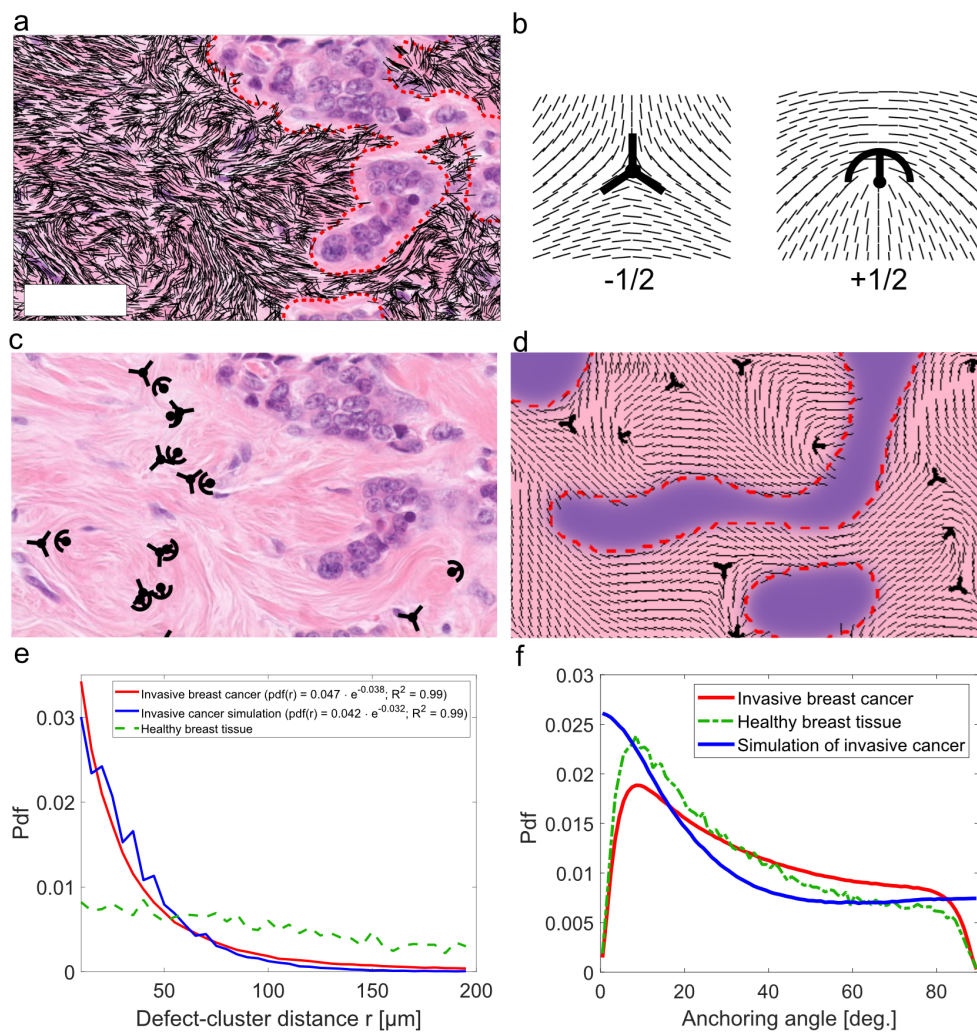 a
b
-1/2
+1/2
c
d
e
Invasive breast cancer (pdf(r) = 0.047 · e^-0.038; R^2 = 0.99)
Invasive cancer simulation (pdf(r) = 0.042 · e^-0.032; R^2 = 0.99)
Healthy breast tissue
0.03
0.02
0.01
0
Pdf
50
100
150
200
Defect-cluster distance r [µm]
f
Invasive breast cancer
Healthy breast tissue
Simulation of invasive cancer
0.03
0.025
0.02
0.015
0.01
0.005
0
Pdf
0
20
40
60
80
Anchoring angle [deg.]